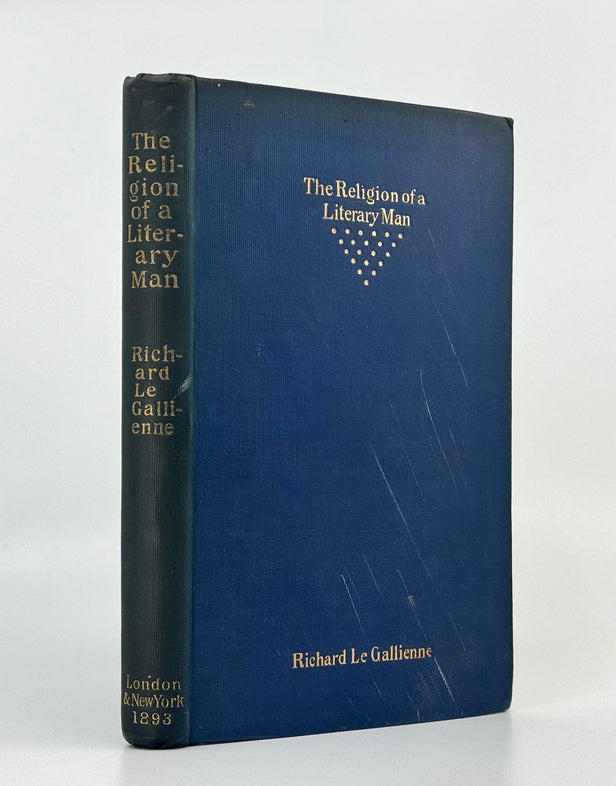 The
Reli-
gion
of a
Liter-
ary
Man
Rich-
ard
Le
Galli-
enne
London
& New York
1893
The Religion of a
Literary Man
Richard Le Gallienne